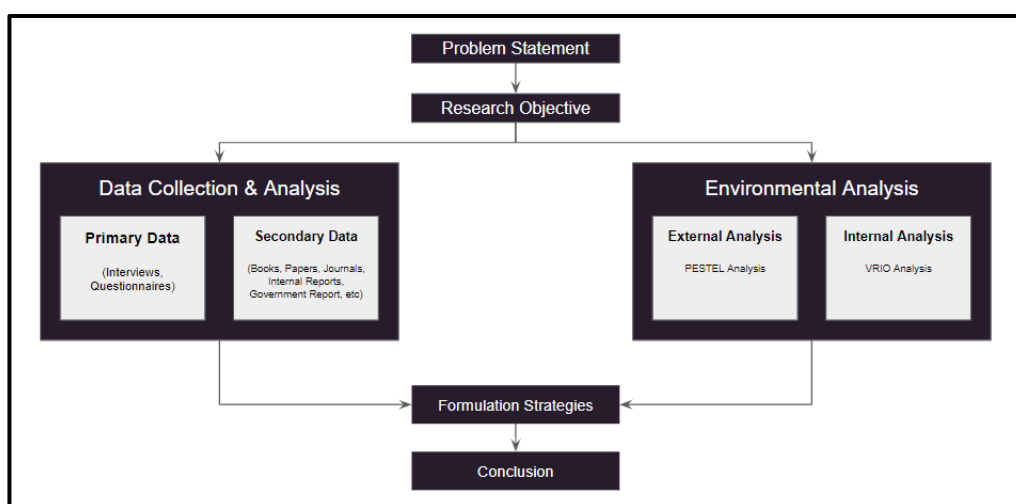 Problem Statement
Research Objective
Data Collection & Analysis
Primary Data
(Interviews,
Questionnaires)
Secondary Data
(Books, Papers, Journals,
Internal Reports,
Government Report, etc)
Environmental Analysis
External Analysis
PESTEL Analysis
Internal Analysis
VRIO Analysis
Formulation Strategies
Conclusion